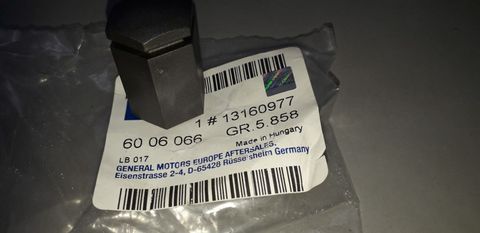 1 # 13160977
60 06 066 GR.5.858
Made in Hungary
LB 017
GENERAL MOTORS EUROPE AFTERSALES,
Eisenstrasse 2-4, D-65428 Rüsselsheim Germany